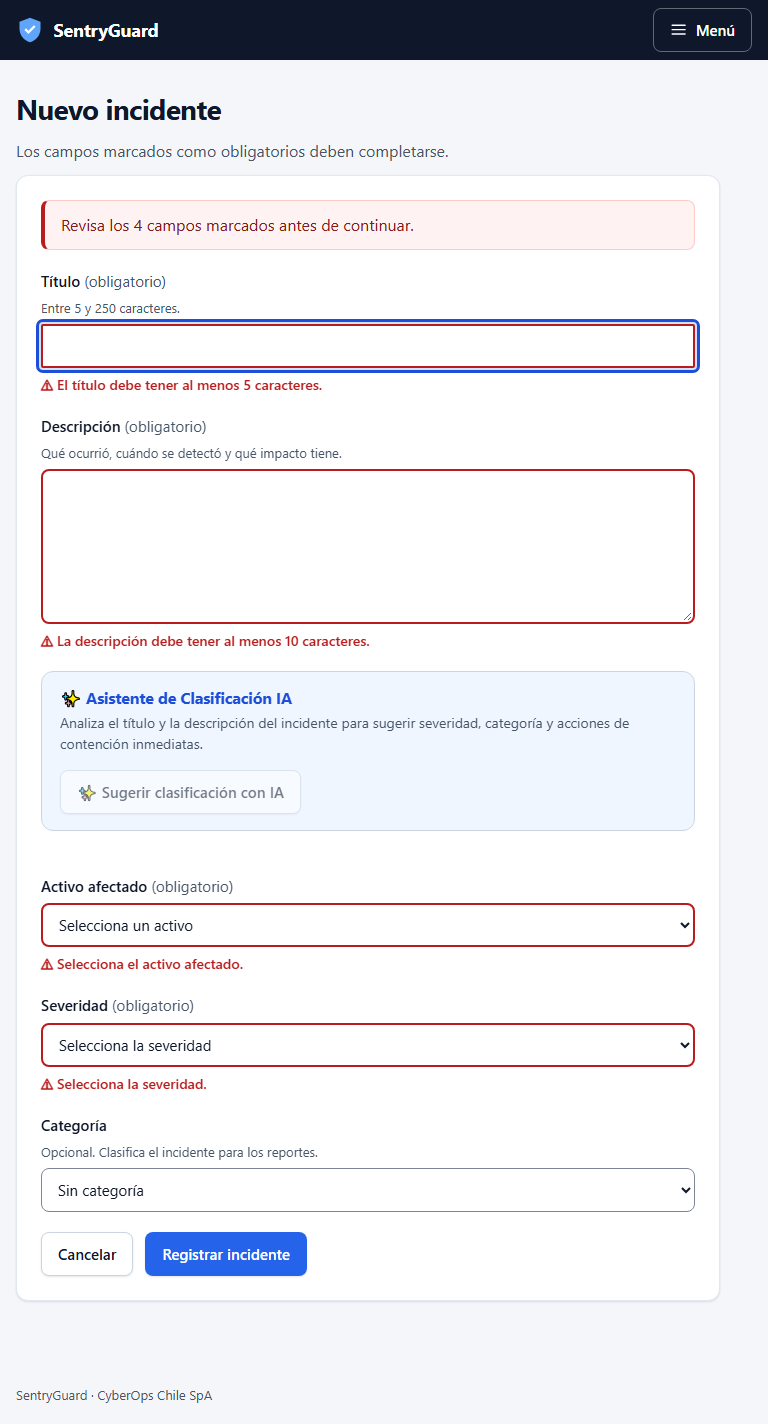 SentryGuard
Menú
Nuevo incidente
Los campos marcados como obligatorios deben completarse.
Revisa los 4 campos marcados antes de continuar.
Título (obligatorio)
Entre 5 y 250 caracteres.
⚠ El título debe tener al menos 5 caracteres.
Descripción (obligatorio)
Qué ocurrió, cuándo se detectó y qué impacto tiene.
⚠ La descripción debe tener al menos 10 caracteres.
✨ Asistente de Clasificación IA
Analiza el título y la descripción del incidente para sugerir severidad, categoría y acciones de
contención inmediatas.
✨ Sugerir clasificación con IA
Activo afectado (obligatorio)
Selecciona un activo
⚠ Selecciona el activo afectado.
Severidad (obligatorio)
Selecciona la severidad
⚠ Selecciona la severidad.
Categoría
Opcional. Clasifica el incidente para los reportes.
Sin categoría
Cancelar
Registrar incidente
SentryGuard · CyberOps Chile SpA